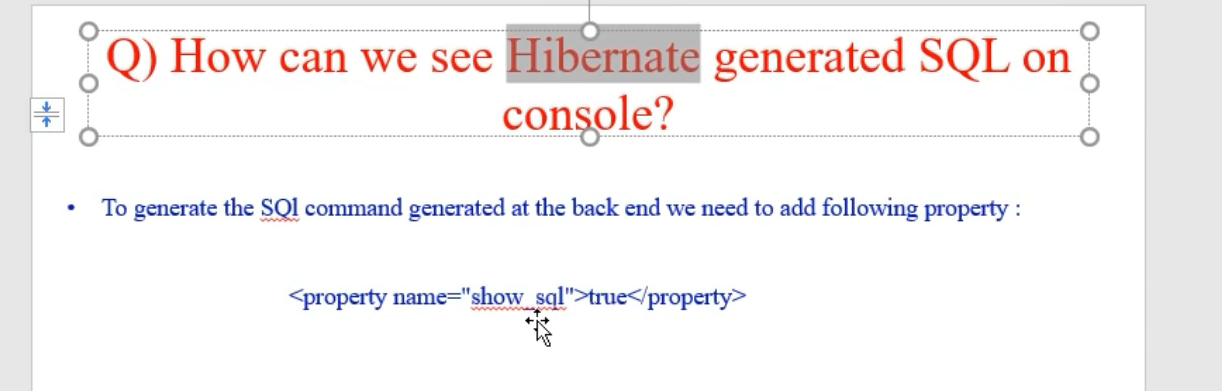 Q) How can we see Hibernate generated SQL on
console?
• To generate the SQl command generated at the back end we need to add following property :
<property name="show_sql">true</property>